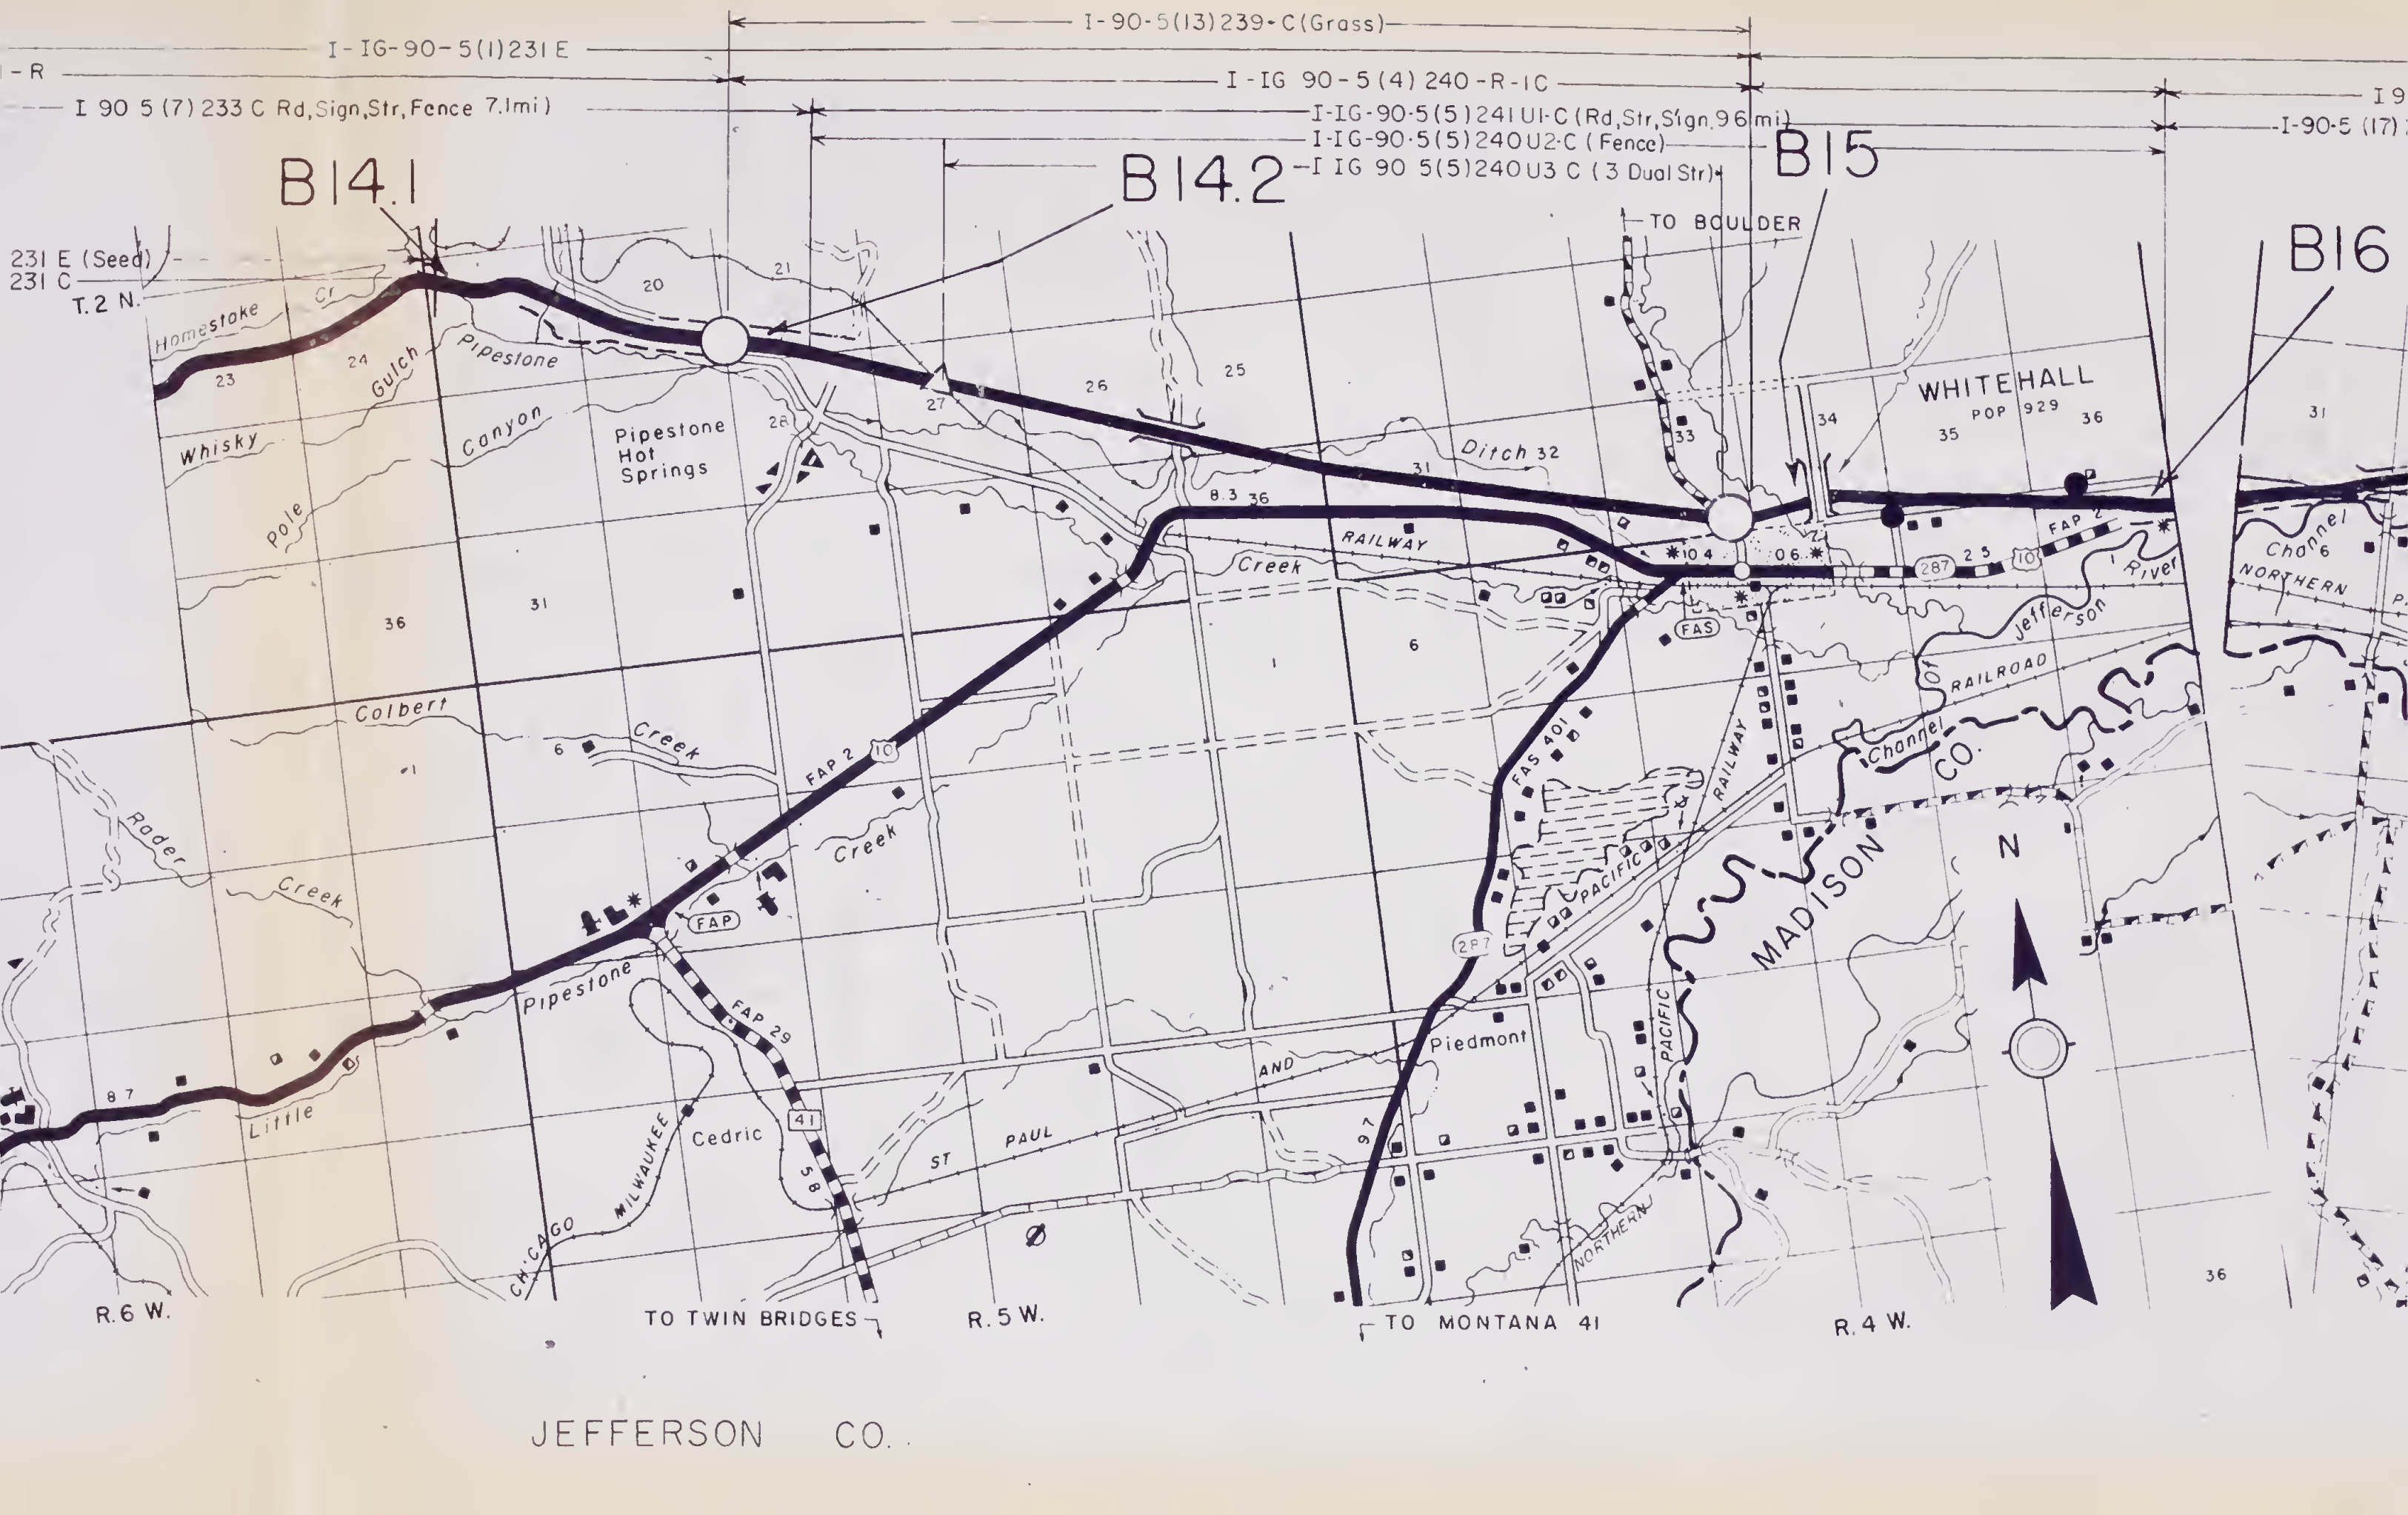 I-90-5(13)239-C(Grass)
I-IG-90-5(1)231 E
I-R
I-IG 90-5(4)240-R-1C
I 9
I 90 5(7)233 C Rd,Sign,Str,Fence 7.1mi)
I-IG-90-5(5)241 U1-C (Rd,Str,Sign 9 6 mi)
I-90-5 (17)
I-IG-90-5(5)240 U2-C (Fence)
I IG 90 5(5)240 U3 C (3 Dual Str)
B14.1
B14.2
B15
B16
TO BOULDER
231 E (Seed)
231 C
T. 2 N.
Homestake Cr
20
21
23
24
Gulch
Pipestone
Whisky
Canyon
Pole
Pipestone
Hot
Springs
28
27
26
25
Ditch 32
31
33
34
WHITEHALL
POP 929
35
36
31
8.3
36
RAILWAY
Creek
10 4
0 6
287
2 5
10
FAP 2
River
Channel
6
NORTHERN
P.
Jefferson
Of
RAILROAD
Channel
FAS
36
31
1
6
Colbert
Creek
6
1
FAP 2
10
Creek
FAS 401
RAILWAY
PACIFIC
MADISON CO.
N
Rader
Creek
FAP
Pipestone
FAP 29
287
Piedmont
PACIFIC
8 7
Little
41
Cedric
5 8
MILWAUKEE
CHICAGO
ST
PAUL
AND
9 7
NORTHERN
36
R. 6 W.
TO TWIN BRIDGES
R. 5 W.
TO MONTANA 41
R. 4 W.
JEFFERSON CO.